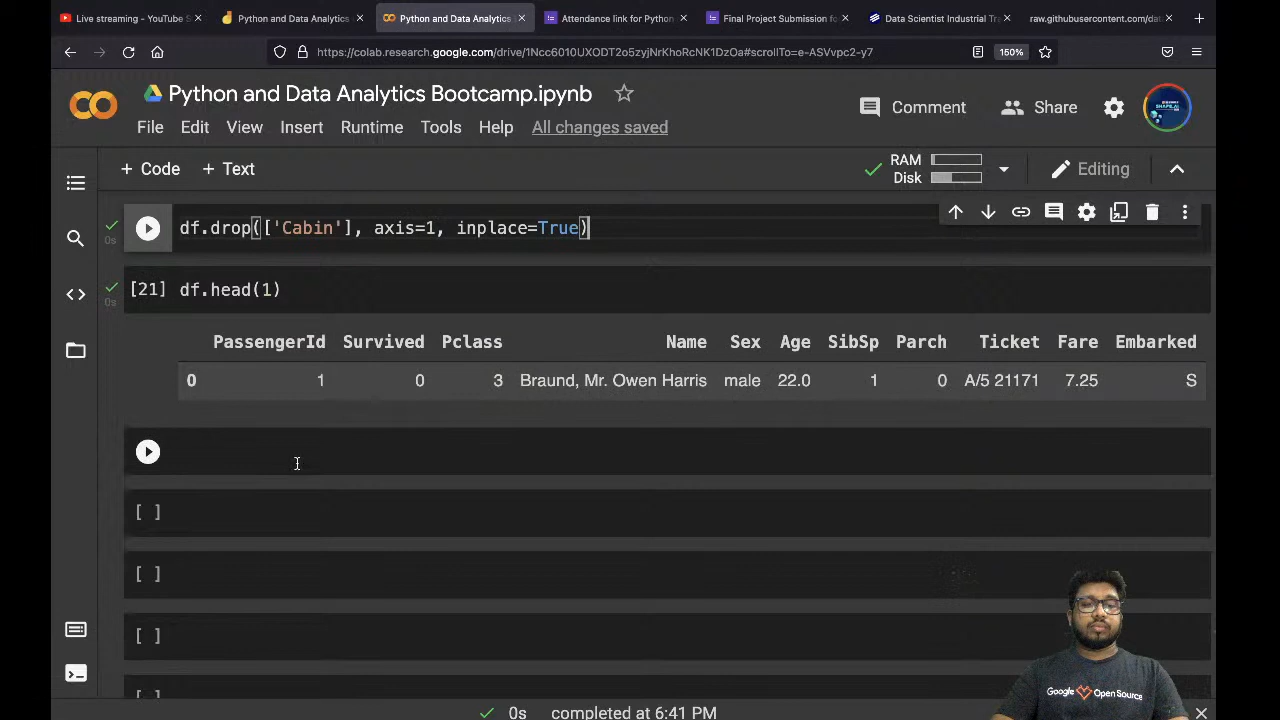 Live streaming - YouTube S
Python and Data Analytics
Python and Data Analytics
Attendance link for Python
Final Project Submission fo
Data Scientist Industrial Tra
raw.githubusercontent.com/dat
https://colab.research.google.com/drive/1Ncc6010UXODT2o5zyjNrKhoRcNK1DzOa#scrollTo=e-ASVvpc2-y7
150%
Python and Data Analytics Bootcamp.ipynb
Comment
Share
File Edit View Insert Runtime Tools Help All changes saved
+ Code + Text
RAM
Disk
Editing
df.drop(['Cabin'], axis=1, inplace=True)
0s
[21] df.head(1)
0s
PassengerId Survived Pclass Name Sex Age SibSp Parch Ticket Fare Embarked
0 1 0 3 Braund, Mr. Owen Harris male 22.0 1 0 A/5 21171 7.25 S
[ ]
[ ]
[ ]
[ ]
Google Open Source
0s completed at 6:41 PM